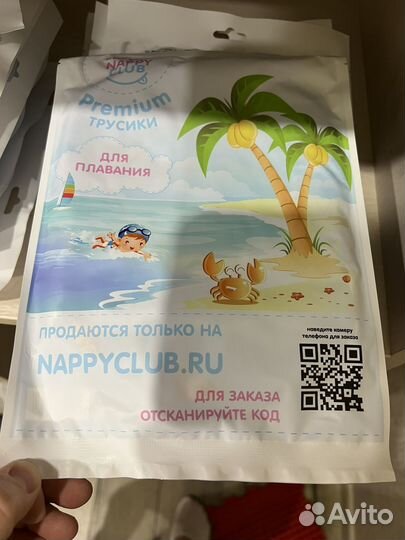 NAPPY
CLUB
Premium
ТРУСИКИ
ДЛЯ
ПЛАВАНИЯ
ПРОДАЮТСЯ ТОЛЬКО НА
NAPPYCLUB.RU
наведите камеру
телефона для заказа
ДЛЯ ЗАКАЗА
ОТСКАНИРУЙТЕ КОД
Avito